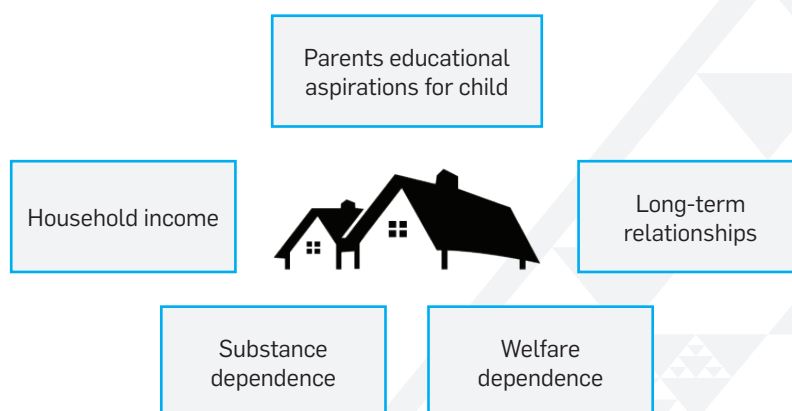 Parents educational
aspirations for child
Household income
Long-term
relationships
Substance
dependence
Welfare
dependence